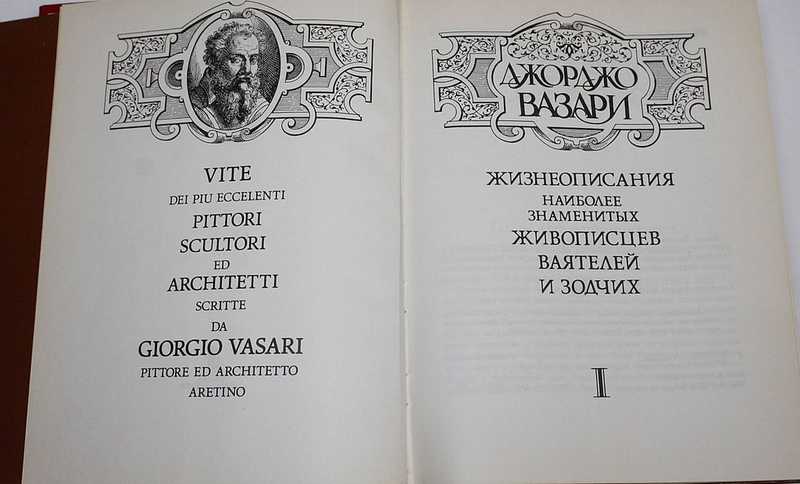 VITE
DEI PIU ECCELENTI
PITTORI
SCULTORI
ED
ARCHITETTI
SCRITTE
DA
GIORGIO VASARI
PITTORE ED ARCHITETTO
ARETINO
ДЖОРДЖО
ВАЗАРИ
ЖИЗНЕОПИСАНИЯ
НАИБОЛЕЕ
ЗНАМЕНИТЫХ
ЖИВОПИСЦЕВ
ВАЯТЕЛЕЙ
И ЗОДЧИХ
I